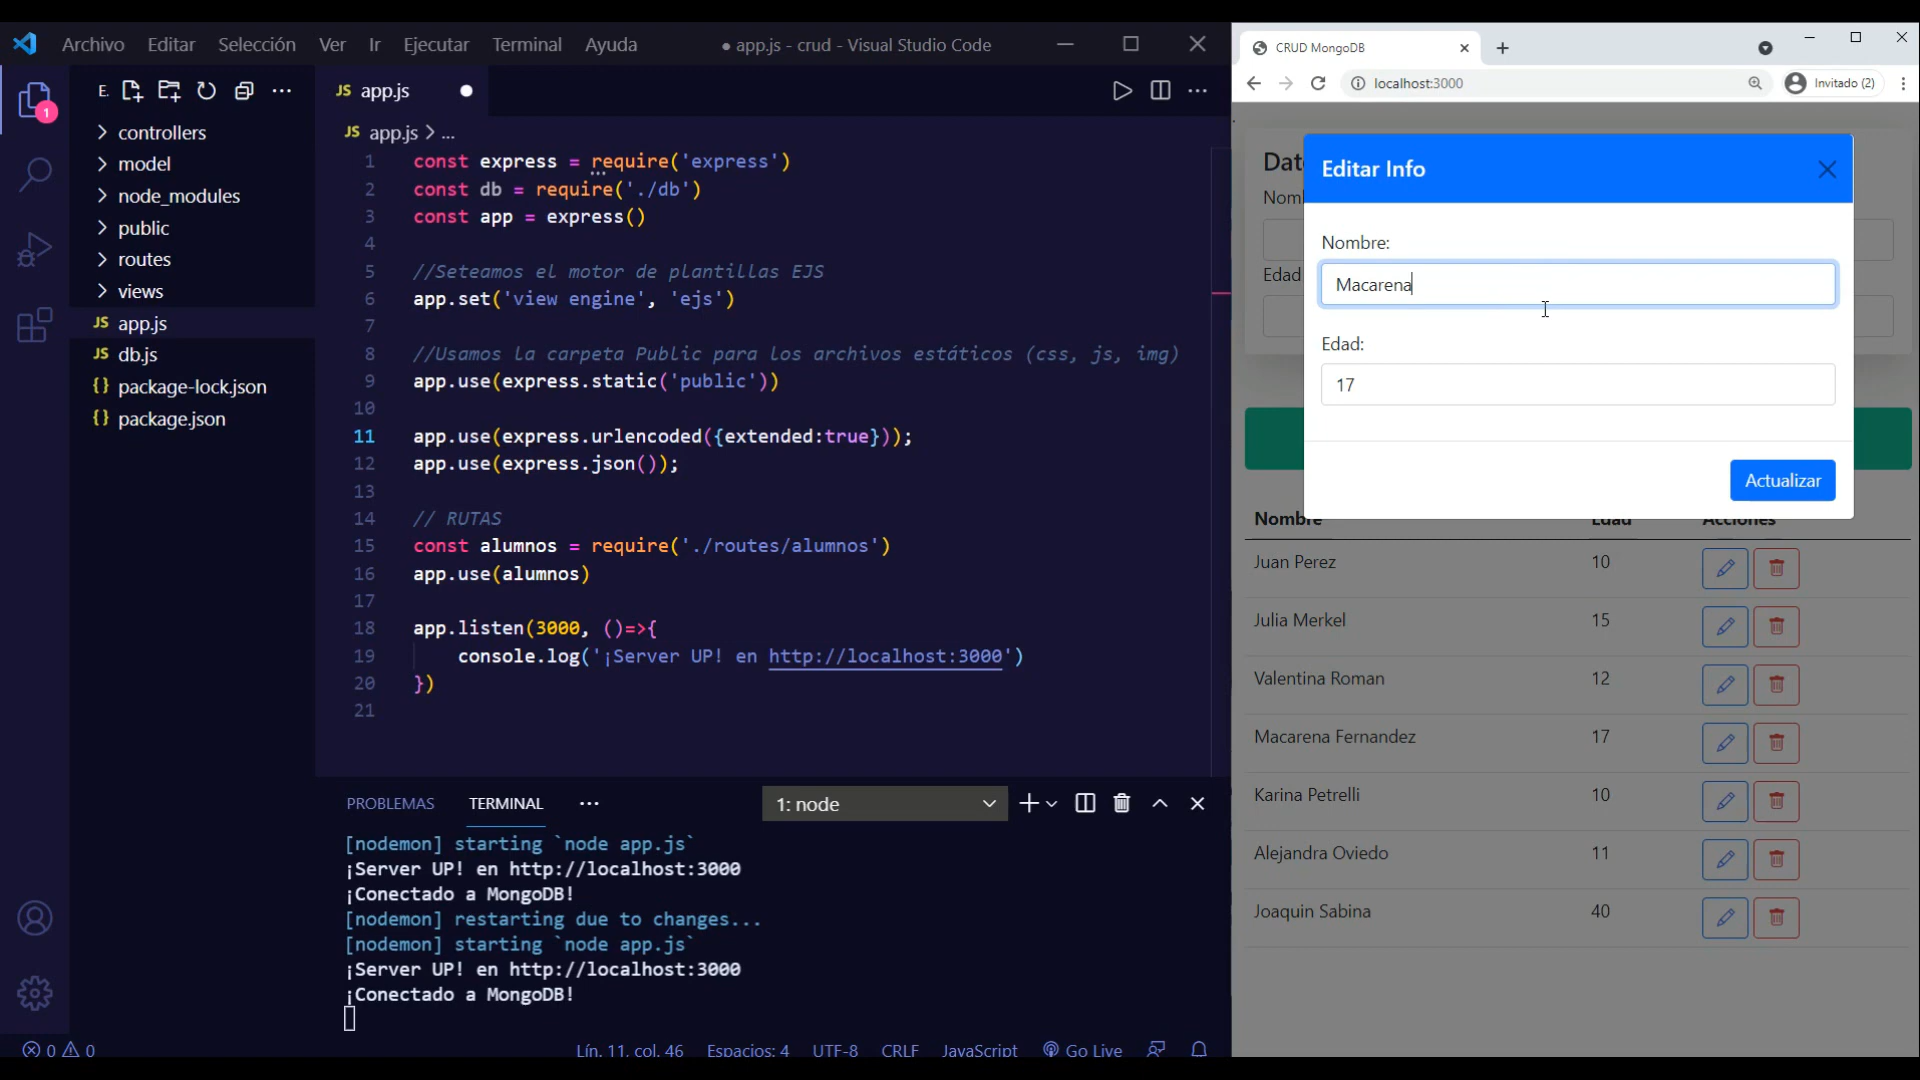 Archivo Editar Selección Ver Ir Ejecutar Terminal Ayuda
● app.js - crud - Visual Studio Code
1
E.
controllers
model
node_modules
public
routes
views
JS app.js
JS db.js
{} package-lock.json
{} package.json
JS app.js
JS app.js > ...
1 const express = require('express')
2 const db = require('./db')
3 const app = express()
4
5 //Seteamos el motor de plantillas EJS
6 app.set('view engine', 'ejs')
7
8 //Usamos la carpeta Public para los archivos estáticos (css, js, img)
9 app.use(express.static('public'))
10
11 app.use(express.urlencoded({extended:true}));
12 app.use(express.json());
13
14 // RUTAS
15 const alumnos = require('./routes/alumnos')
16 app.use(alumnos)
17
18 app.listen(3000, ()=>{
19 console.log('¡Server UP! en http://localhost:3000')
20 })
21
PROBLEMAS TERMINAL ... 1: node
[nodemon] starting `node app.js`
¡Server UP! en http://localhost:3000
¡Conectado a MongoDB!
[nodemon] restarting due to changes...
[nodemon] starting `node app.js`
¡Server UP! en http://localhost:3000
¡Conectado a MongoDB!
0 0 Lín. 11, col. 46 Espacios: 4 UTF-8 CRLF JavaScript Go Live
CRUD MongoDB
localhost:3000 Invitado (2)
Editar Info
Nombre:
Macarena
Edad
Edad:
17
Actualizar
Nombre Edad Acciones
Juan Perez 10
Julia Merkel 15
Valentina Roman 12
Macarena Fernandez 17
Karina Petrelli 10
Alejandra Oviedo 11
Joaquin Sabina 40